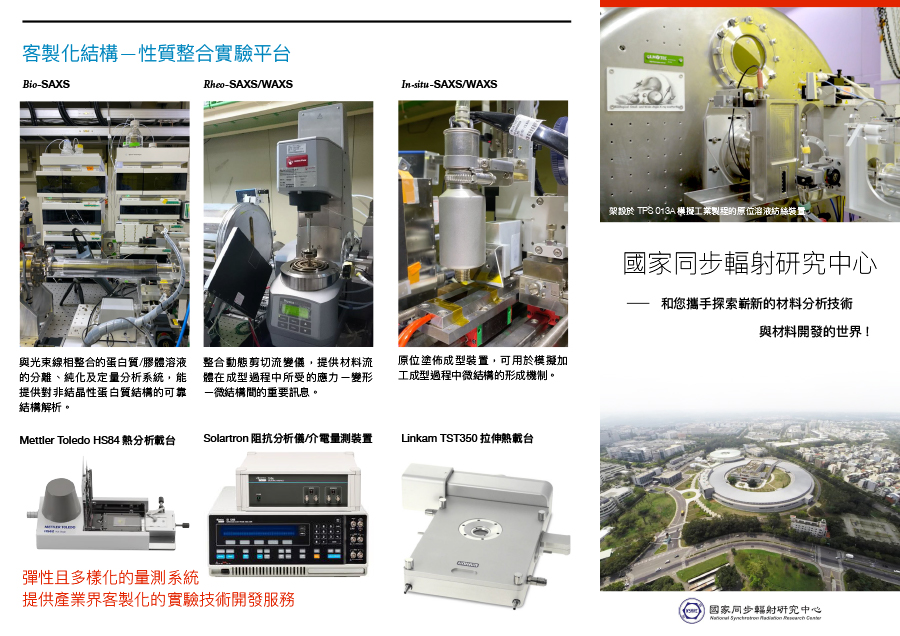 客製化結構－性質整合實驗平台
Bio-SAXS
Rheo-SAXS/WAXS
In-situ-SAXS/WAXS
與光束線相整合的蛋白質/膠體溶液
的分離、純化及定量分析系統，能
提供對非結晶性蛋白質結構的可靠
結構解析。
整合動態剪切流變儀，提供材料流
體在成型過程中所受的應力－變形
－微結構間的重要訊息。
原位塗佈成型裝置，可用於模擬加
工成型過程中微結構的形成機制。
Mettler Toledo HS84 熱分析載台
Solartron 阻抗分析儀/介電量測裝置
Linkam TST350 拉伸熱載台
METTLER TOLEDO
彈性且多樣化的量測系統
提供產業界客製化的實驗技術開發服務
架設於 TPS 013A 模擬工業製程的原位溶液紡絲裝置
國家同步輻射研究中心
── 和您攜手探索嶄新的材料分析技術
與材料開發的世界！
NSRRC
國家同步輻射研究中心
National Synchrotron Radiation Research Center